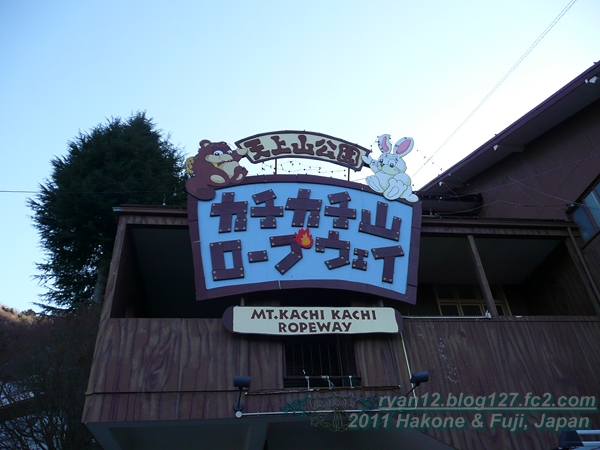 天上山公園
カチカチ山
ロープウェイ
MT.KACHI KACHI
ROPEWAY
ryan12.blog127.fc2.com
2011 Hakone & Fuji, Japan